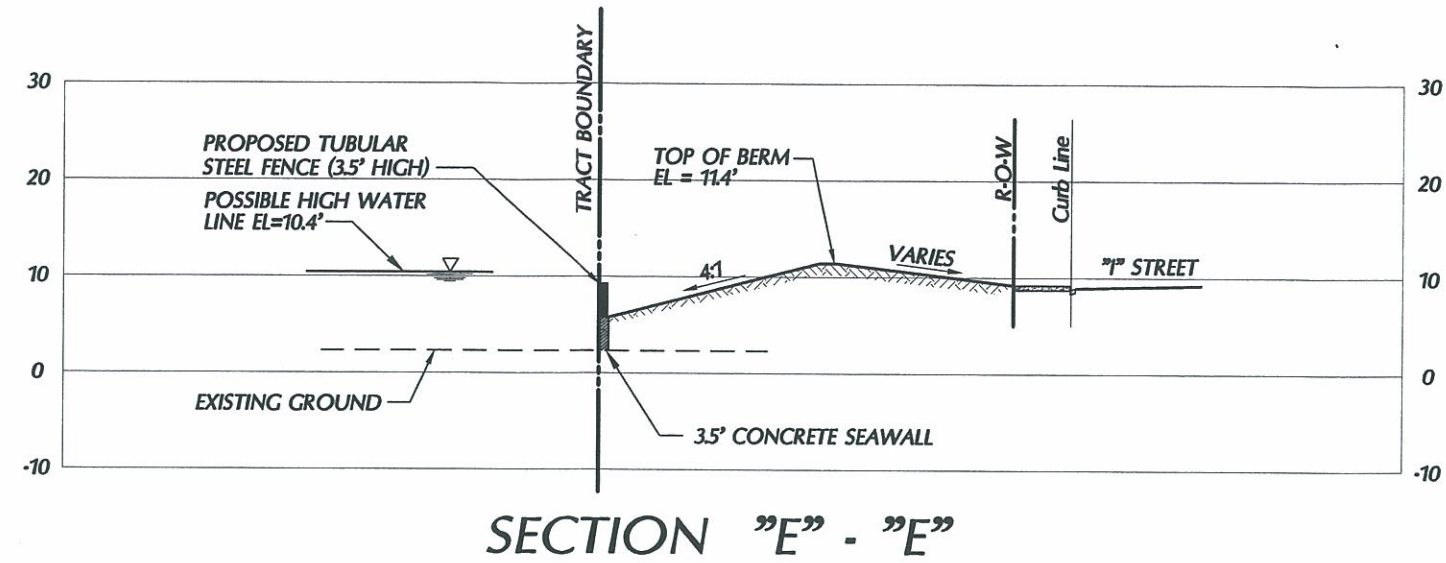 TRACT BOUNDARY
30
30
PROPOSED TUBULAR
STEEL FENCE (3.5' HIGH)
TOP OF BERM
EL = 11.4'
R-O-W
Curb Line
20
20
POSSIBLE HIGH WATER
LINE EL=10.4'
VARIES
4:1
"I" STREET
10
10
0
0
EXISTING GROUND
3.5' CONCRETE SEAWALL
-10
-10
SECTION "E" - "E"